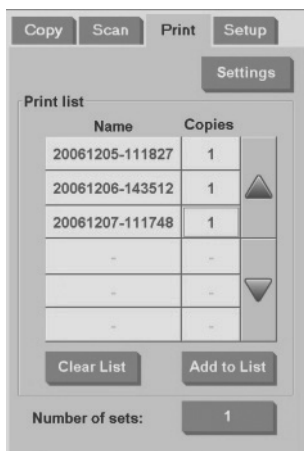 Copy Scan Print Setup
Settings
Print list
Name Copies
20061205-111827 1
20061206-143512 1
20061207-111748 1
- -
- -
- -
Clear List Add to List
Number of sets: 1